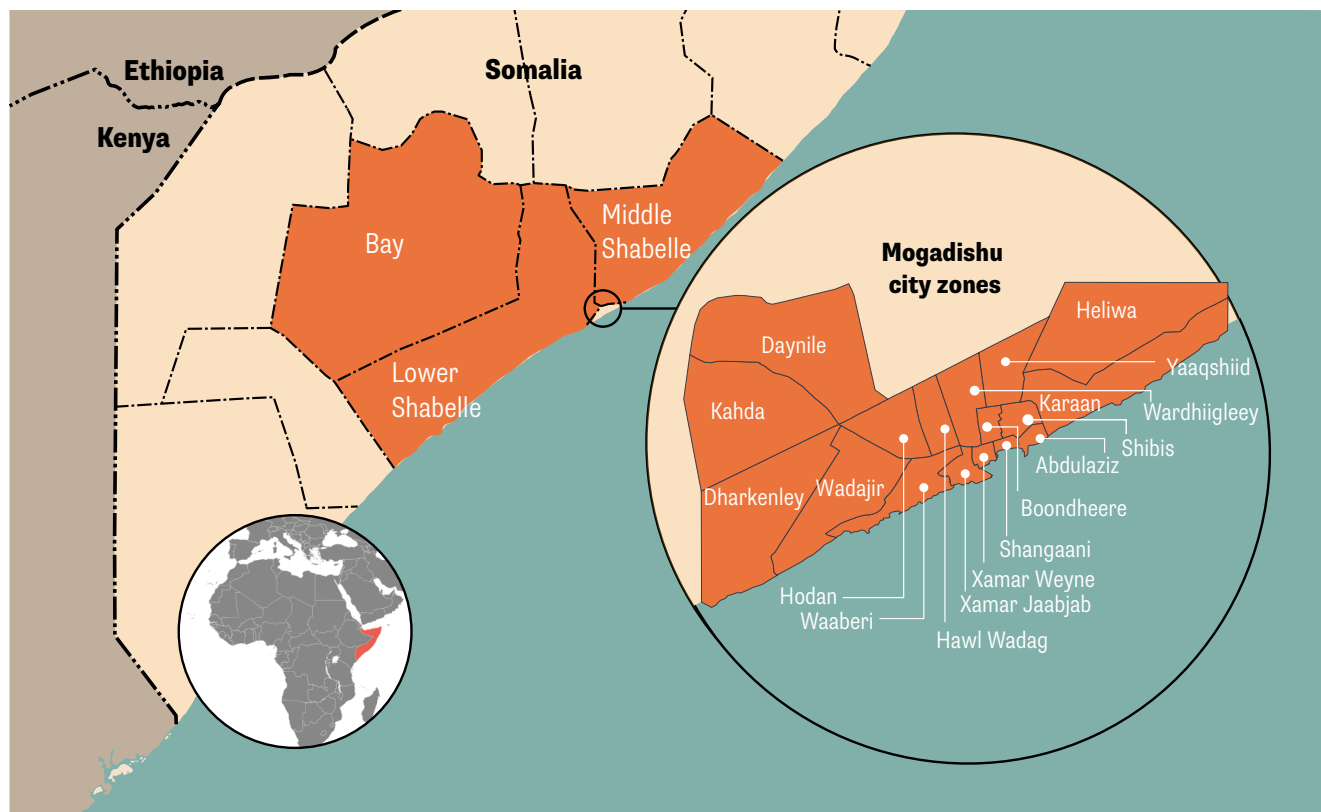 Ethiopia
Somalia
Kenya
Middle
Shabelle
Bay
Lower
Shabelle
Mogadishu
city zones
Heliwa
Daynile
Yaaqshiid
Kahda
Karaan
Wardhiigleey
Shibis
Abdulaziz
Dharkenley
Wadajir
Boondheere
Shangaani
Xamar Weyne
Hodan
Xamar Jaabjab
Waaberi
Hawl Wadag